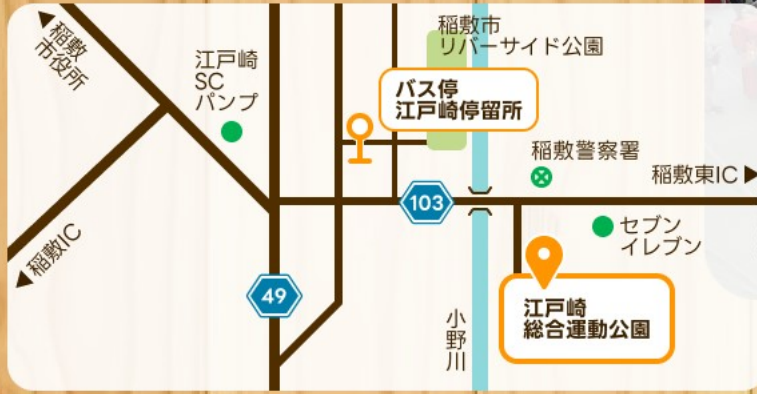 稲敷
市役所
江戸崎
SC
パンプ
稲敷市
リバーサイド公園
バス停
江戸崎停留所
稲敷警察署
稲敷東IC
103
セブン
イレブン
稲敷IC
49
小野川
江戸崎
総合運動公園